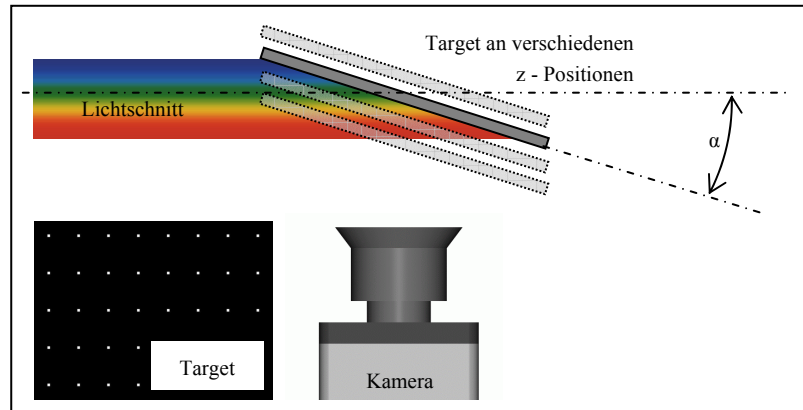 Target an verschiedenen
z - Positionen
Lichtschnitt
α
Target
Kamera